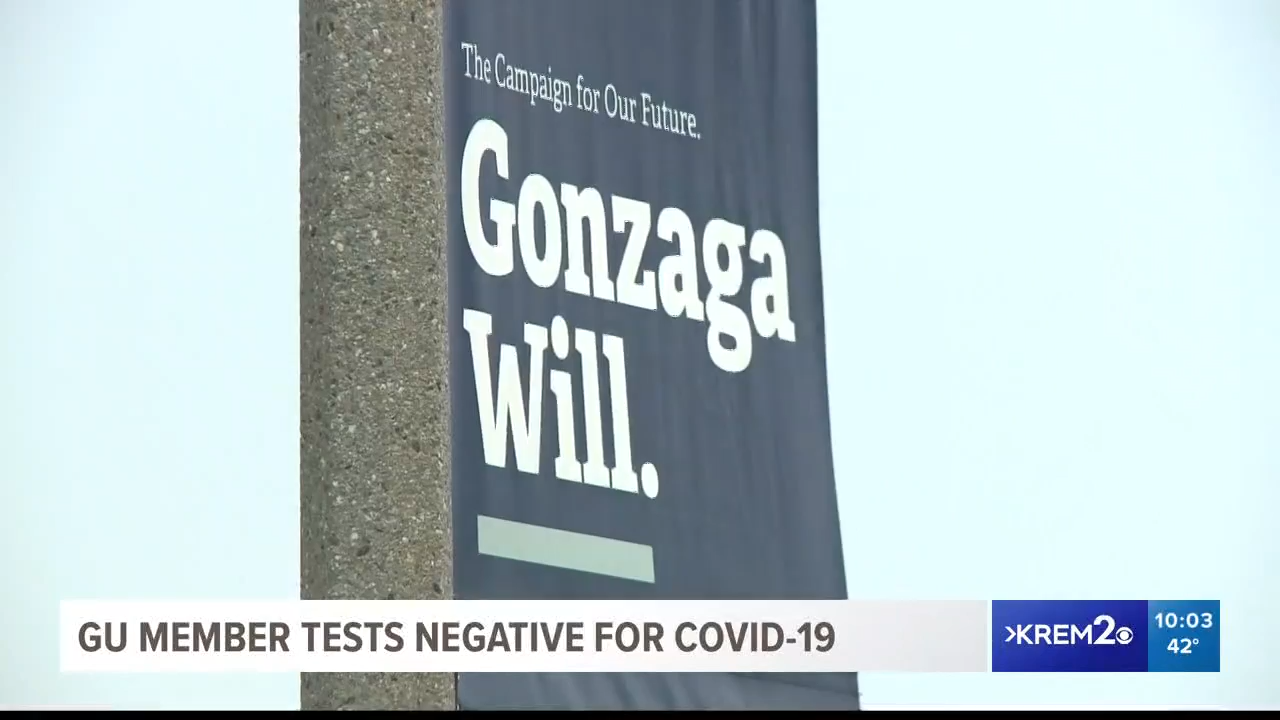 The Campaign for Our Future.
Gonzaga
Will.
GU MEMBER TESTS NEGATIVE FOR COVID-19
KREM2
10:03
42°